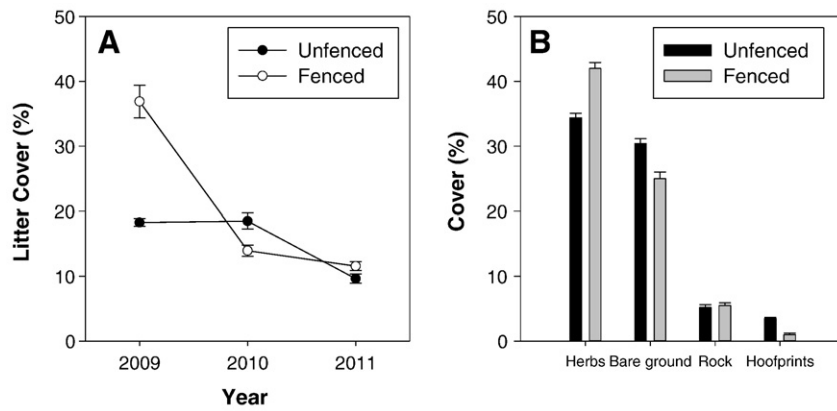 A
Unfenced
Fenced
50
40
30
20
10
0
Litter Cover (%)
2009 2010 2011
Year
B
Unfenced
Fenced
50
40
30
20
10
0
Cover (%)
Herbs Bare ground Rock Hoofprints